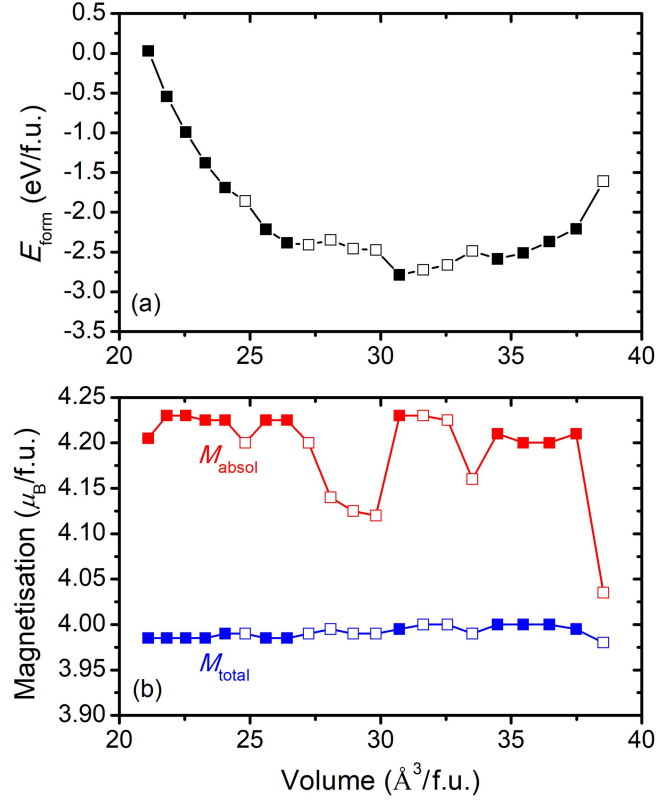 0.5
0.0
-0.5
-1.0
-1.5
-2.0
-2.5
-3.0
-3.5
E_form (eV/f.u.)
(a)
20 25 30 35 40
4.25
4.20
4.15
4.10
4.05
4.00
3.95
3.90
Magnetisation (μ_B/f.u.)
M_absol
M_total
(b)
20 25 30 35 40
Volume (Å³/f.u.)